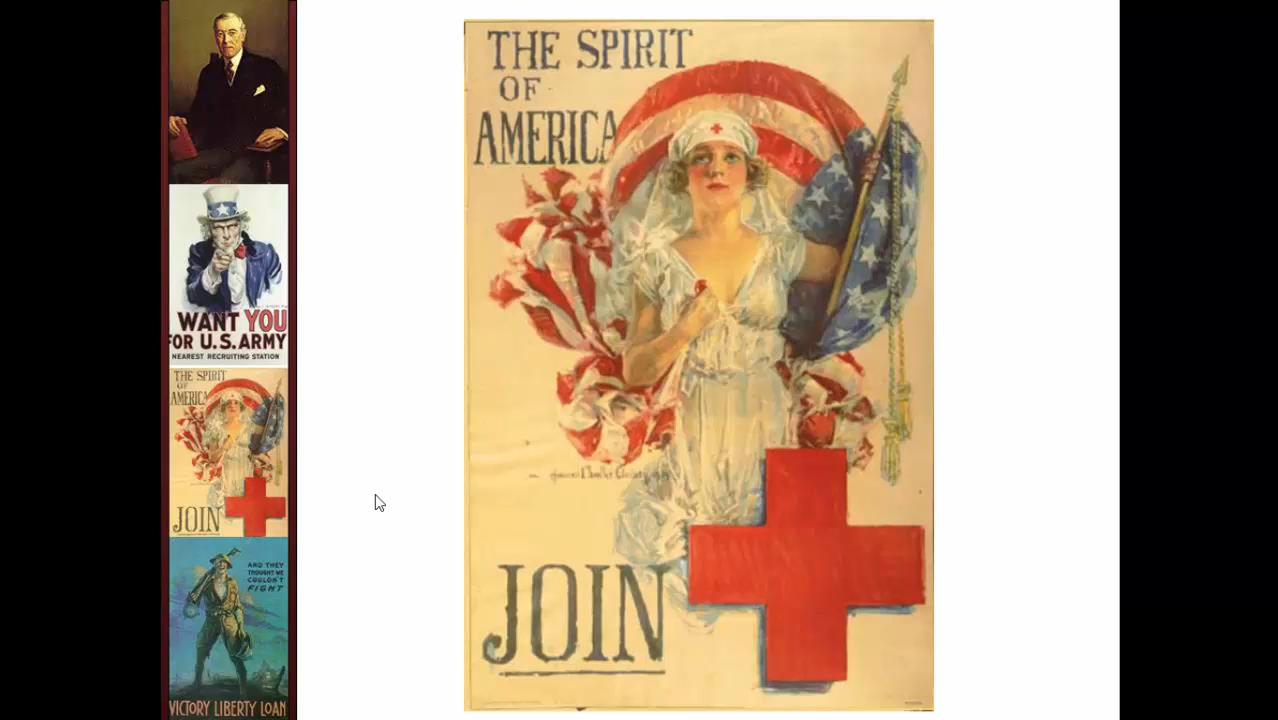 WANT YOU
FOR U.S. ARMY
NEAREST RECRUITING STATION
THE SPIRIT
OF
AMERICA
JOIN
AND THEY
THOUGHT WE
COULDN'T
FIGHT
VICTORY LIBERTY LOAN
THE SPIRIT
OF
AMERICA
JOIN